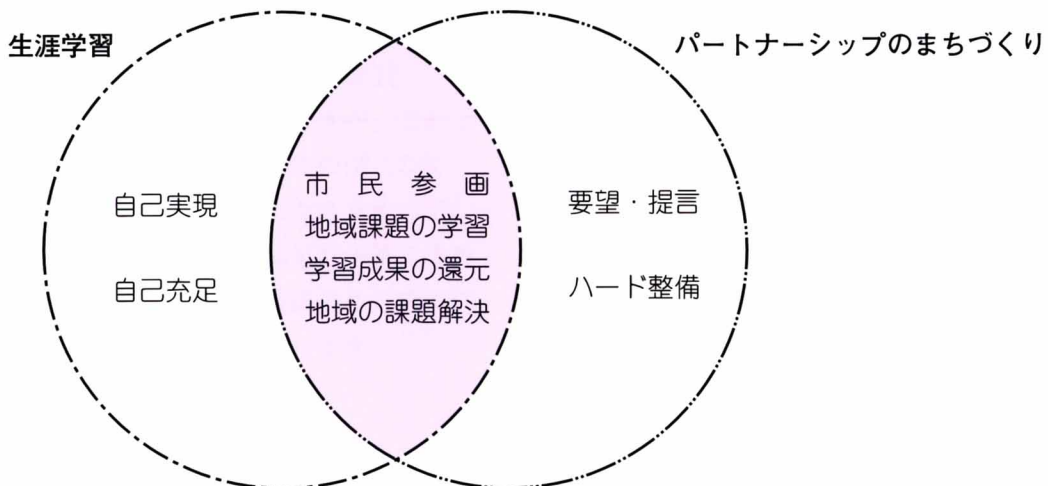 生涯学習
パートナーシップのまちづくり
自己実現
自己充足
市民参画
地域課題の学習
学習成果の還元
地域の課題解決
要望・提言
ハード整備